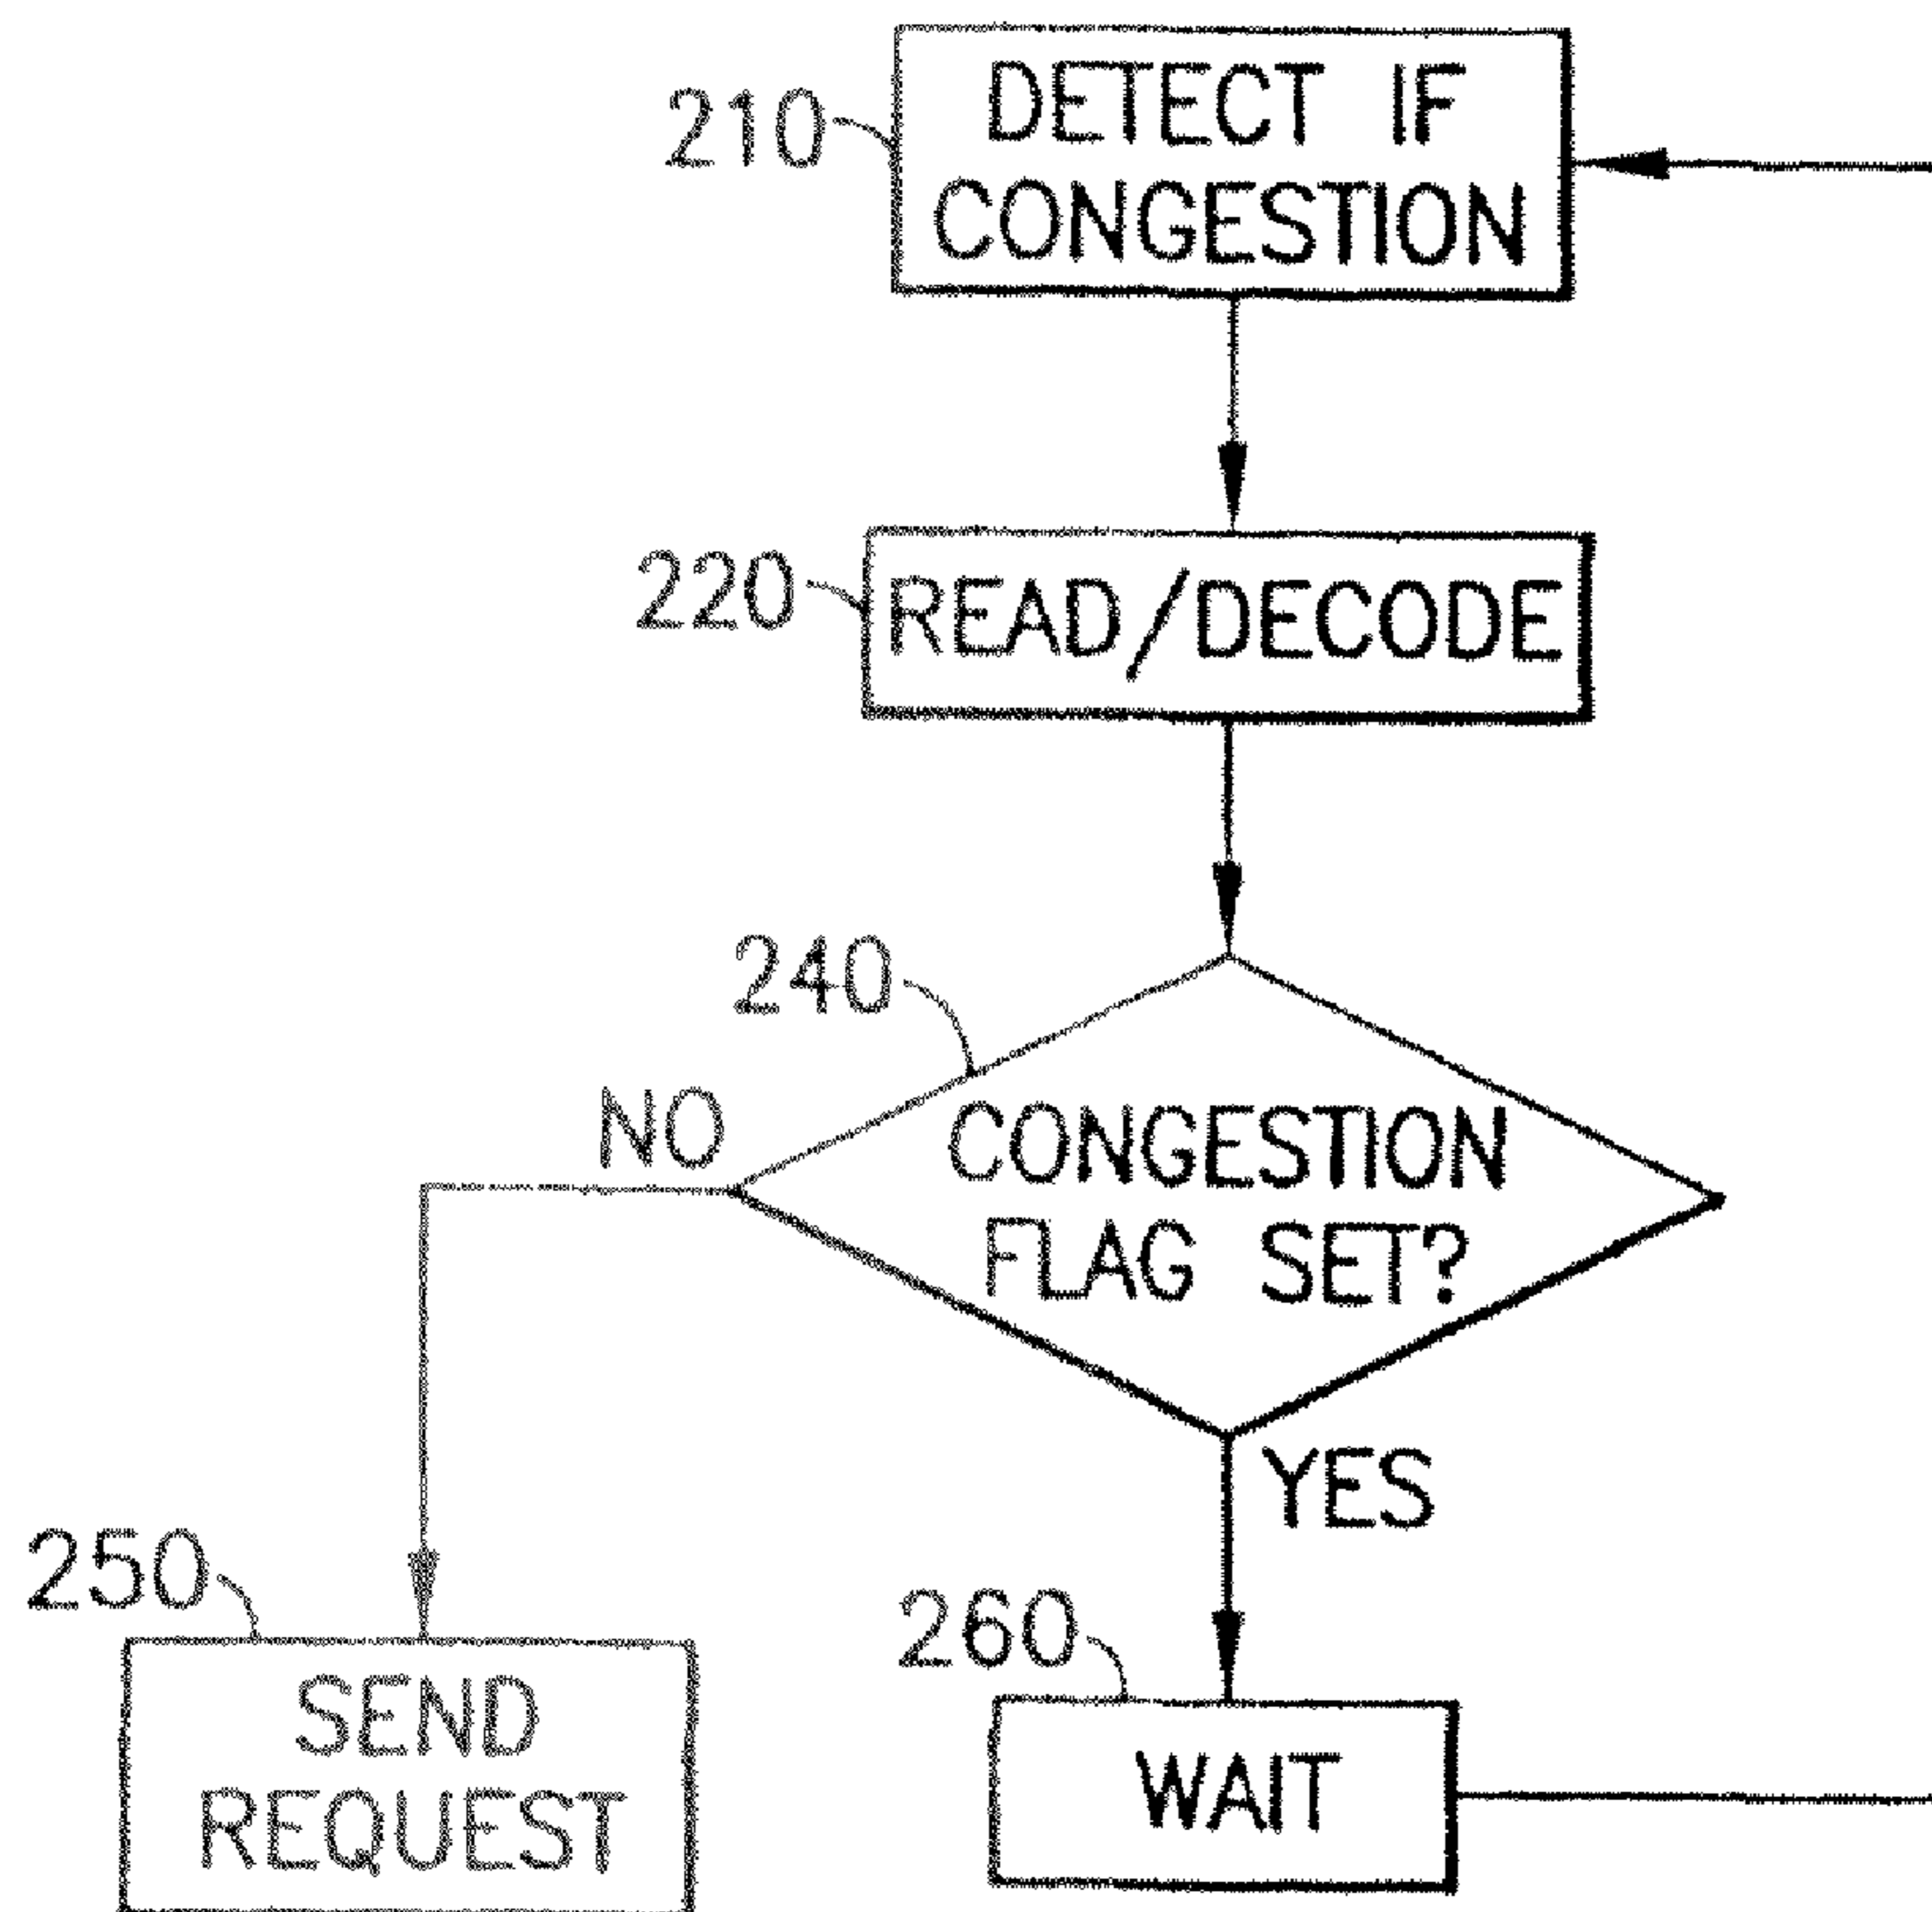 210
DETECT IF
CONGESTION
220
READ/DECODE
240
NO
CONGESTION
FLAG SET?
YES
250
SEND
REQUEST
260
WAIT